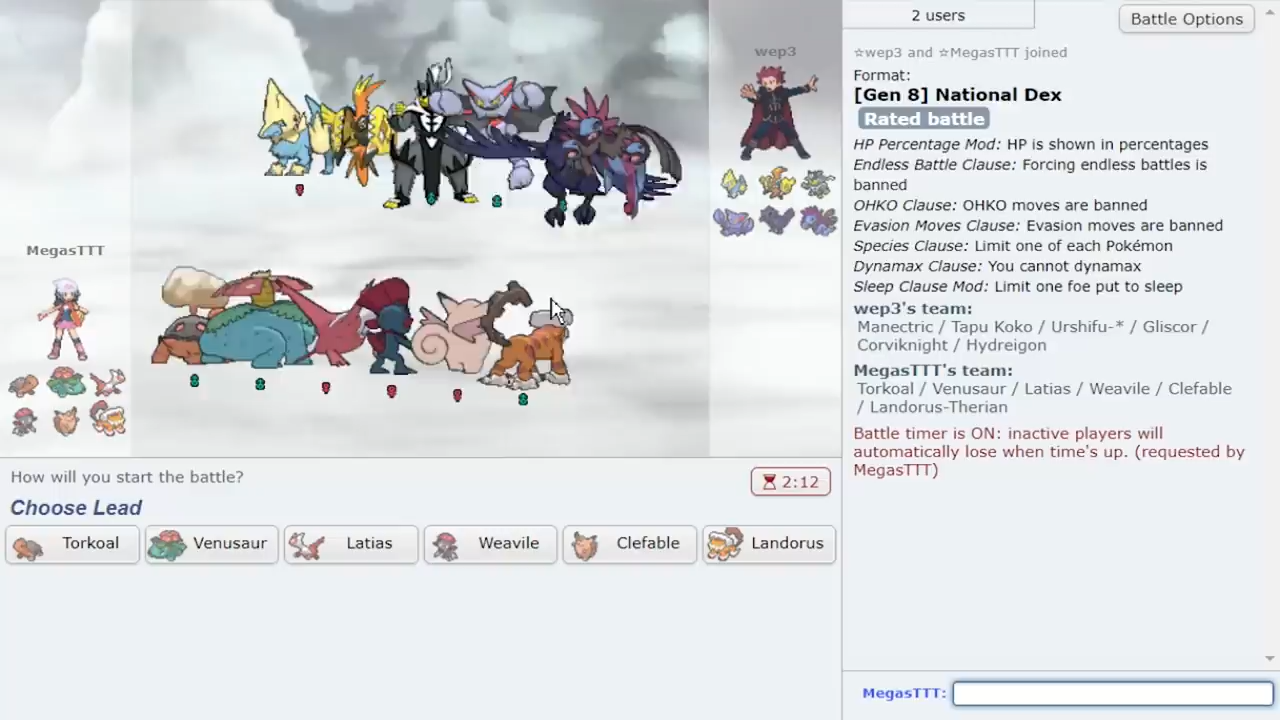 2 users
Battle Options
wep3
MegasTTT
☆wep3 and ☆MegasTTT joined
Format:
[Gen 8] National Dex
Rated battle
HP Percentage Mod: HP is shown in percentages
Endless Battle Clause: Forcing endless battles is
banned
OHKO Clause: OHKO moves are banned
Evasion Moves Clause: Evasion moves are banned
Species Clause: Limit one of each Pokémon
Dynamax Clause: You cannot dynamax
Sleep Clause Mod: Limit one foe put to sleep
wep3's team:
Manectric / Tapu Koko / Urshifu-* / Gliscor /
Corviknight / Hydreigon
MegasTTT's team:
Torkoal / Venusaur / Latias / Weavile / Clefable
/ Landorus-Therian
Battle timer is ON: inactive players will
automatically lose when time's up. (requested by
MegasTTT)
How will you start the battle?
2:12
Choose Lead
Torkoal
Venusaur
Latias
Weavile
Clefable
Landorus
MegasTTT: